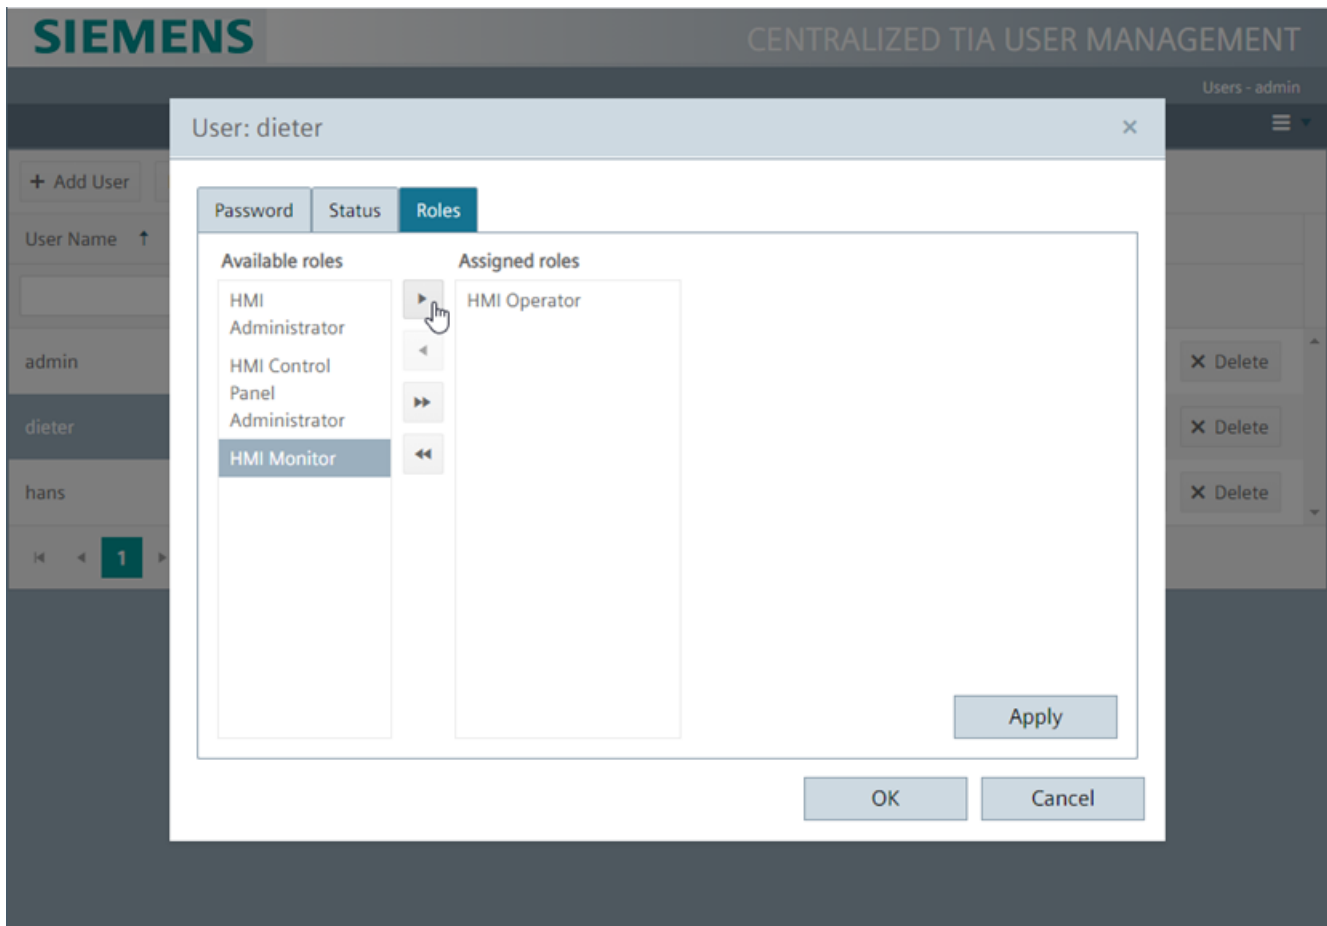 SIEMENS
CENTRALIZED TIA USER MANAGEMENT
Users - admin
User: dieter
Add User
Password
Status
Roles
User Name
Available roles
Assigned roles
HMI
Administrator
HMI Control
Panel
Administrator
HMI Monitor
HMI Operator
admin
Delete
dieter
Delete
hans
Delete
1
Apply
OK
Cancel